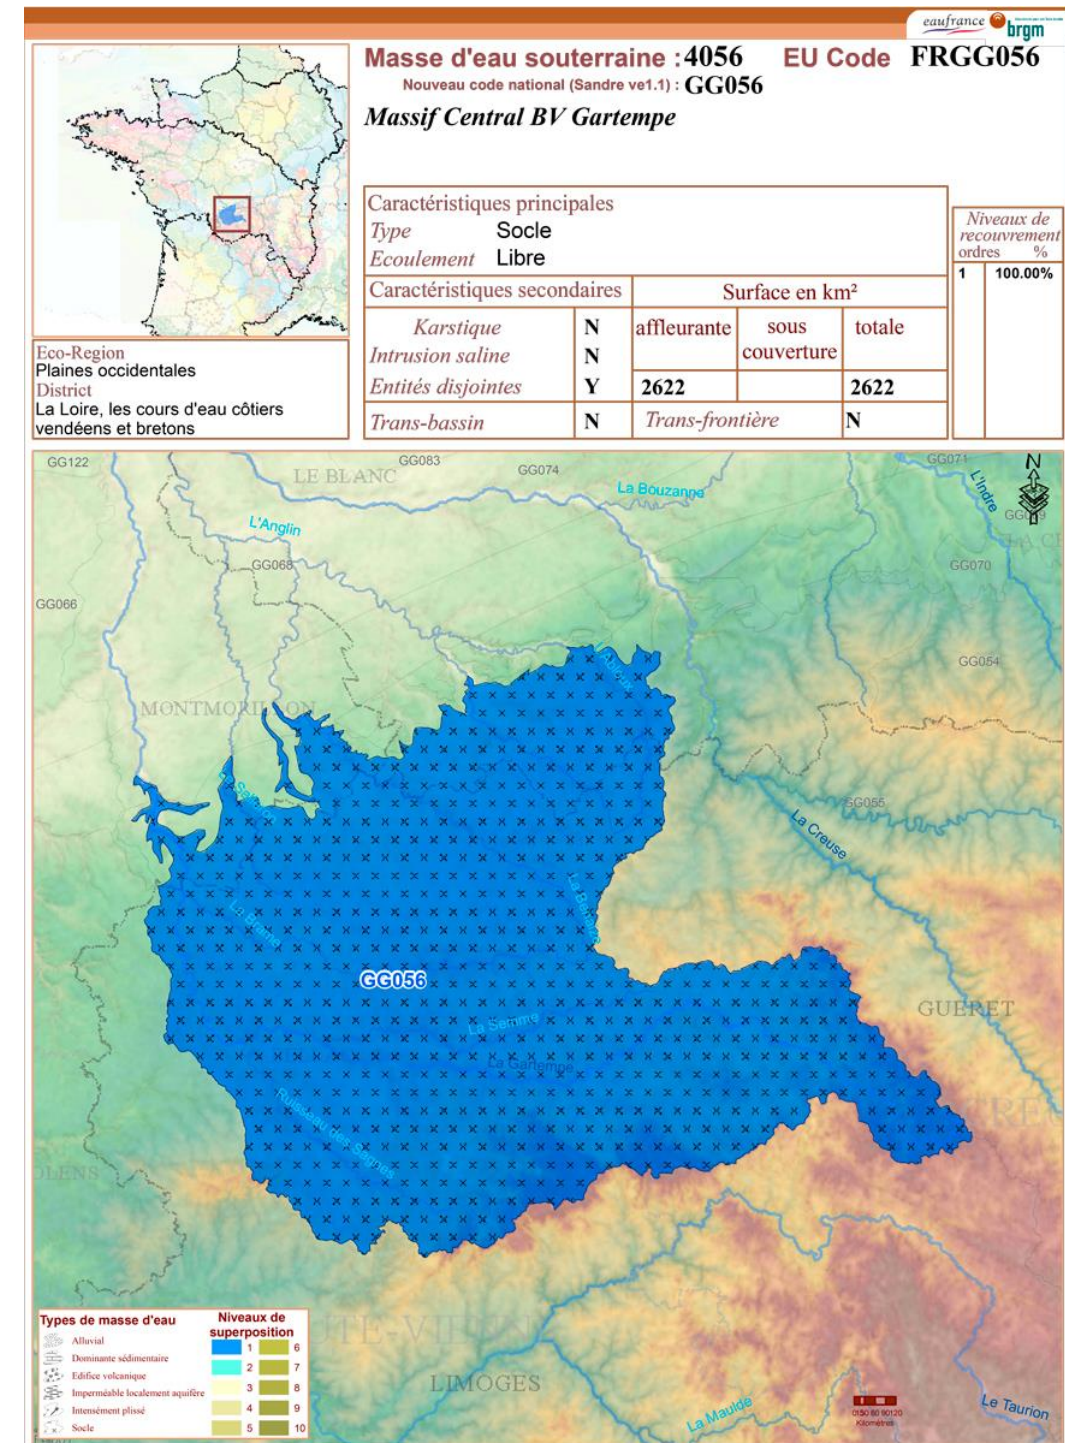 eaufrance brgm
Masse d'eau souterraine : 4056 EU Code FRGG056
Nouveau code national (Sandre ve1.1) : GG056
Massif Central BV Gartempe
Caractéristiques principales
Type Socle
Ecoulement Libre
Caractéristiques secondaires Surface en km²
Karstique N affleurante sous couverture totale
Intrusion saline N
Entités disjointes Y 2622 2622
Trans-bassin N Trans-frontière N
Niveaux de
recouvrement
ordres %
1 100.00%
Eco-Region
Plaines occidentales
District
La Loire, les cours d'eau côtiers
vendéens et bretons
GG122
GG083
GG071
LE BLANC
GG074
N
La Bouzanne
L'Indre
L'Anglin
GG068
GG070
GG066
GG054
L'Abloux
MONTMORILLON
GG055
La Creuse
La Brame
GG056
GUERET
La Semme
La Gartempe
Ruisseau des Sannes
LIMOGES
La Maulde
Le Taurion
Kilomètres
Types de masse d'eau
Alluvial
Dominante sédimentaire
Edifice volcanique
Imperméable localement aquifère
Intensément plissé
Socle
Niveaux de
superposition
1 6
2 7
3 8
4 9
5 10